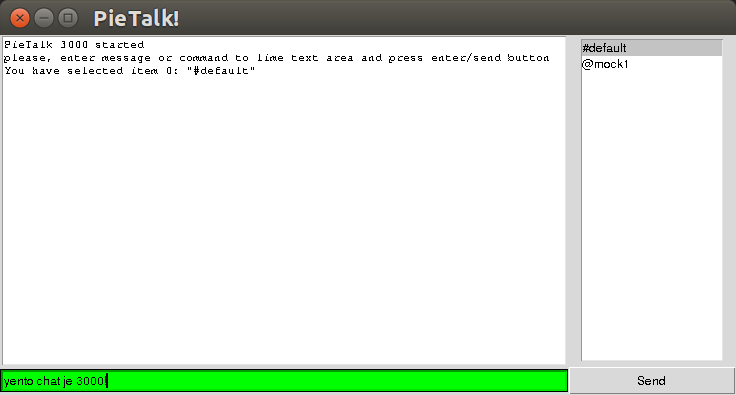 PieTalk!
PieTalk 3000 started
please, enter message or command to lime text area and press enter/send button
You have selected item 0: "#default"
#default
@mock1
yento chat je 3000!
Send